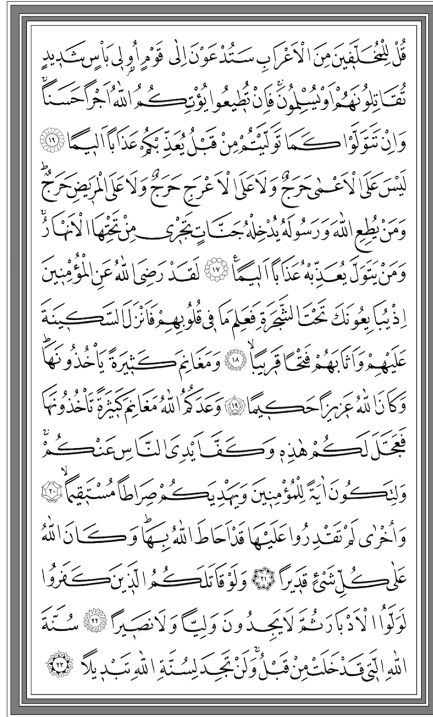 قُلْ لِلْمُخَلَّف۪ينَ مِنَ الْاَعْرَابِ سَتُدْعَوْنَ اِلٰى قَوْمٍ اُو۬ل۪ي بَأْسٍ شَد۪يدٍ
تُقَاتِلُونَهُمْ اَوْ يُسْلِمُونَۚ فَاِنْ تُط۪يعُوا يُؤْتِكُمُ اللّٰهُ اَجْرًا حَسَنًاۚ
وَاِنْ تَتَوَلَّوْا كَمَا تَوَلَّيْتُمْ مِنْ قَبْلُ يُعَذِّبْكُمْ عَذَابًا اَل۪يمًا ﴿١٦﴾
لَيْسَ عَلَى الْاَعْمٰى حَرَجٌ وَلَا عَلَى الْاَعْرَجِ حَرَجٌ وَلَا عَلَى الْمَر۪يضِ حَرَجٌۜ
وَمَنْ يُطِعِ اللّٰهَ وَرَسُولَهُ يُدْخِلْهُ جَنَّاتٍ تَجْر۪ي مِنْ تَحْتِهَا الْاَنْهَارُۚ
وَمَنْ يَتَوَلَّ يُعَذِّبْهُ عَذَابًا اَل۪يمًا۟ ﴿١٧﴾ لَقَدْ رَضِيَ اللّٰهُ عَنِ الْمُؤْمِن۪ينَ
اِذْ يُبَايِعُونَكَ تَحْتَ الشَّجَرَةِ فَعَلِمَ مَا ف۪ي قُلُوبِهِمْ فَاَنْزَلَ السَّك۪ينَةَ
عَلَيْهِمْ وَاَثَابَهُمْ فَتْحًا قَر۪يبًاۙ ﴿١٨﴾ وَمَغَانِمَ كَث۪يرَةً يَأْخُذُونَهَاۜ
وَكَانَ اللّٰهُ عَز۪يزًا حَك۪يمًا ﴿١٩﴾ وَعَدَكُمُ اللّٰهُ مَغَانِمَ كَث۪يرَةً تَأْخُذُونَهَا
فَعَجَّلَ لَكُمْ هٰذِه۪ وَكَفَّ اَيْدِيَ النَّاسِ عَنْكُمْۚ
وَلِتَكُونَ اٰيَةً لِلْمُؤْمِن۪ينَ وَيَهْدِيَكُمْ صِرَاطًا مُسْتَق۪يمًاۙ ﴿٢٠﴾
وَاُخْرٰى لَمْ تَقْدِرُوا عَلَيْهَا قَدْ اَحَاطَ اللّٰهُ بِهَاۜ وَكَانَ اللّٰهُ
عَلٰى كُلِّ شَيْءٍ قَد۪يرًا ﴿٢١﴾ وَلَوْ قَاتَلَكُمُ الَّذ۪ينَ كَفَرُوا
لَوَلَّوُا الْاَدْبَارَ ثُمَّ لَا يَجِدُونَ وَلِيًّا وَلَا نَص۪يرًا ﴿٢٢﴾ سُنَّةَ
اللّٰهِ الَّت۪ي قَدْ خَلَتْ مِنْ قَبْلُۚ وَلَنْ تَجِدَ لِسُنَّةِ اللّٰهِ تَبْد۪يلًا ﴿٢٣﴾